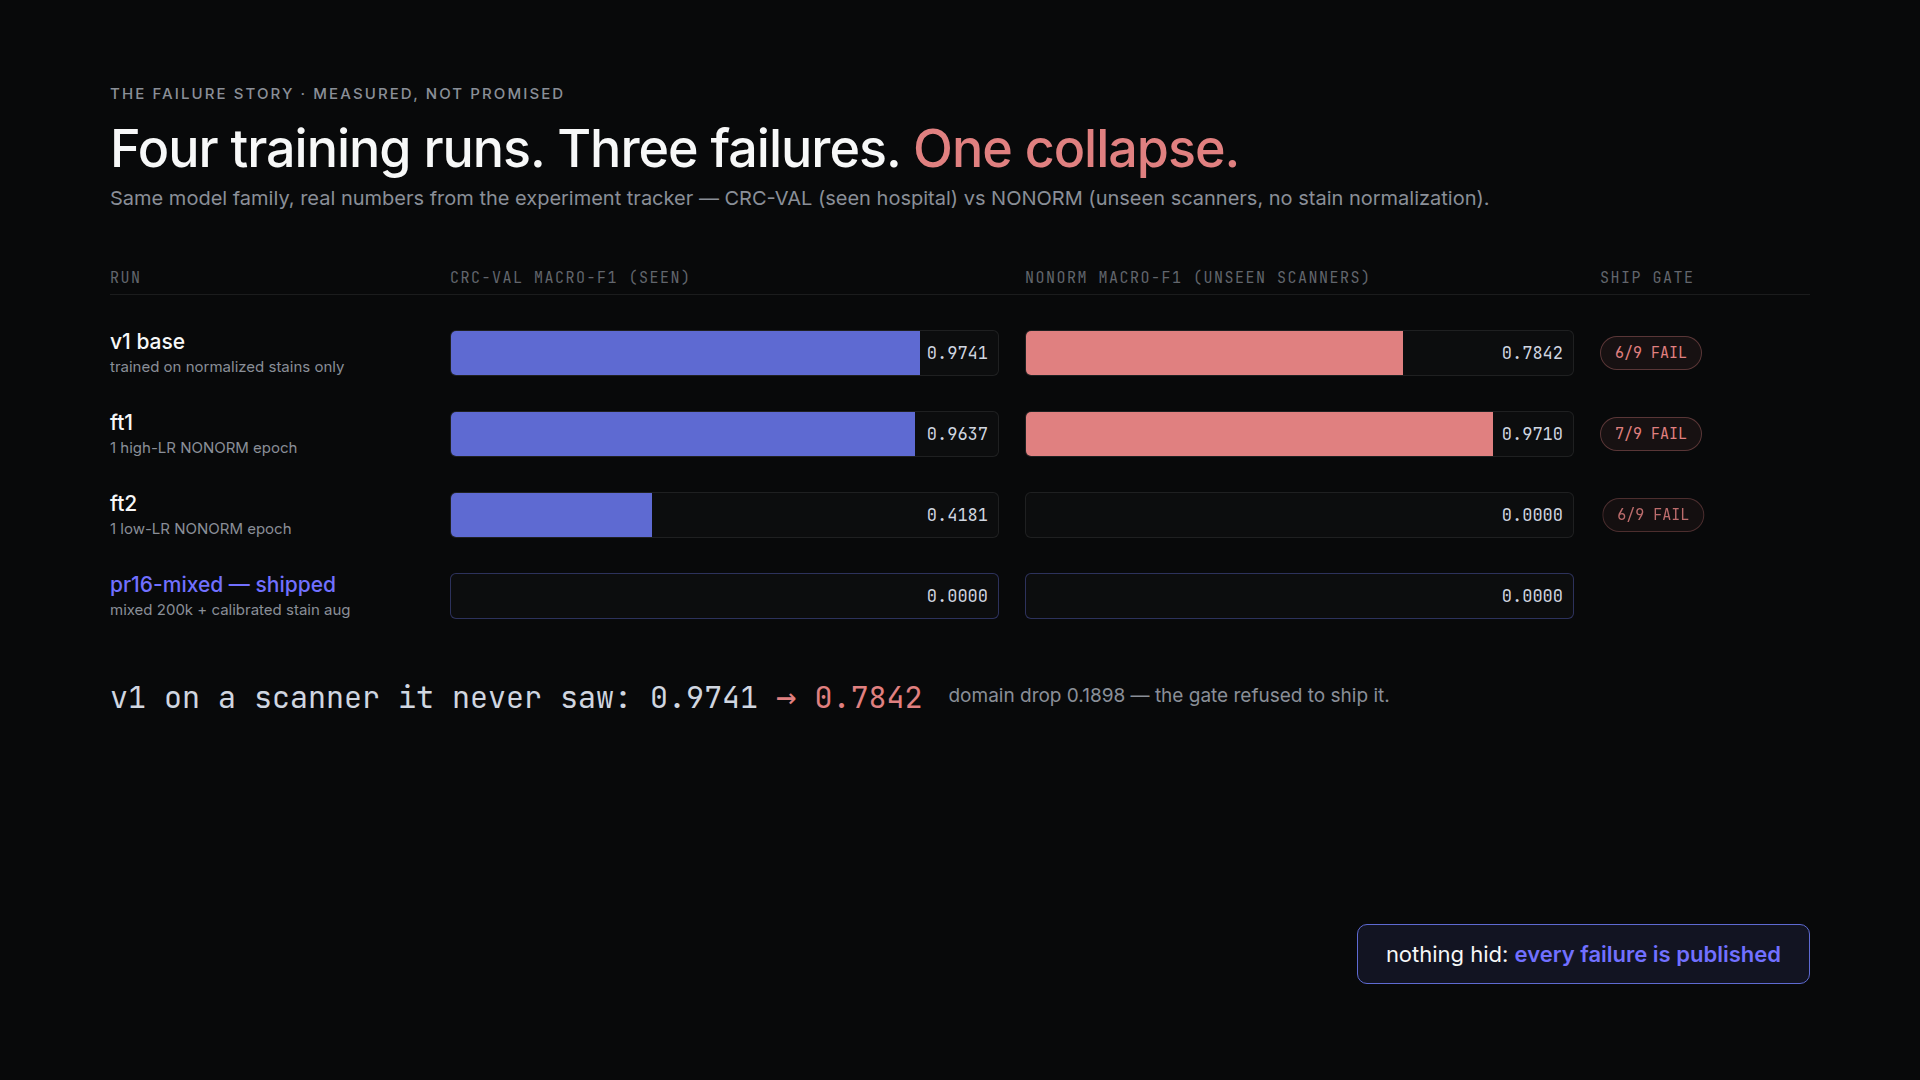 THE FAILURE STORY · MEASURED, NOT PROMISED
Four training runs. Three failures. One collapse.
Same model family, real numbers from the experiment tracker — CRC-VAL (seen hospital) vs NONORM (unseen scanners, no stain normalization).
RUN CRC-VAL MACRO-F1 (SEEN) NONORM MACRO-F1 (UNSEEN SCANNERS) SHIP GATE
v1 base
trained on normalized stains only
0.9741 0.7842 6/9 FAIL
ft1
1 high-LR NONORM epoch
0.9637 0.9710 7/9 FAIL
ft2
1 low-LR NONORM epoch
0.4181 0.0000 6/9 FAIL
pr16-mixed — shipped
mixed 200k + calibrated stain aug
0.0000 0.0000
v1 on a scanner it never saw: 0.9741 → 0.7842 domain drop 0.1898 — the gate refused to ship it.
nothing hid: every failure is published